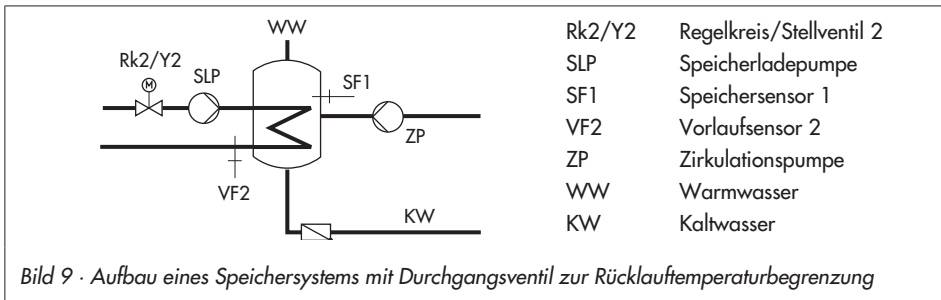 WW
Rk2/Y2
M
SLP
SF1
ZP
VF2
KW
Rk2/Y2 Regelkreis/Stellventil 2
SLP Speicherladepumpe
SF1 Speichersensor 1
VF2 Vorlaufsensor 2
ZP Zirkulationspumpe
WW Warmwasser
KW Kaltwasser
Bild 9 · Aufbau eines Speichersystems mit Durchgangsventil zur Rücklauftemperaturbegrenzung